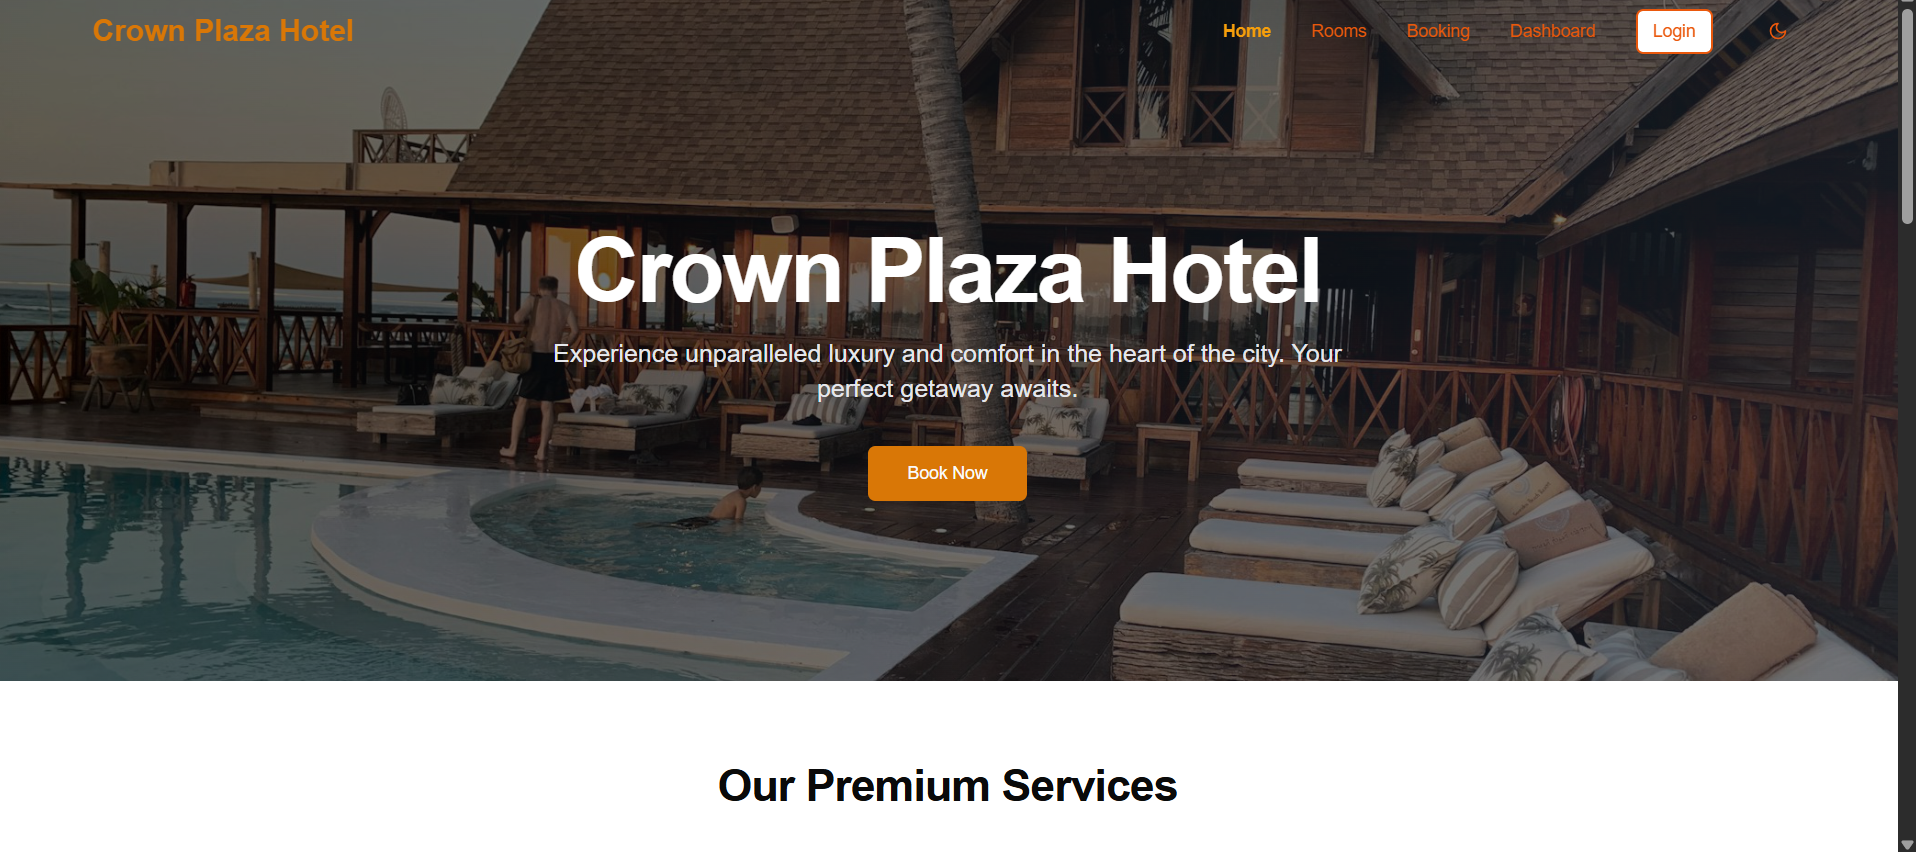 Crown Plaza Hotel
Home
Rooms
Booking
Dashboard
Login
Crown Plaza Hotel
Experience unparalleled luxury and comfort in the heart of the city. Your
perfect getaway awaits.
Book Now
Our Premium Services